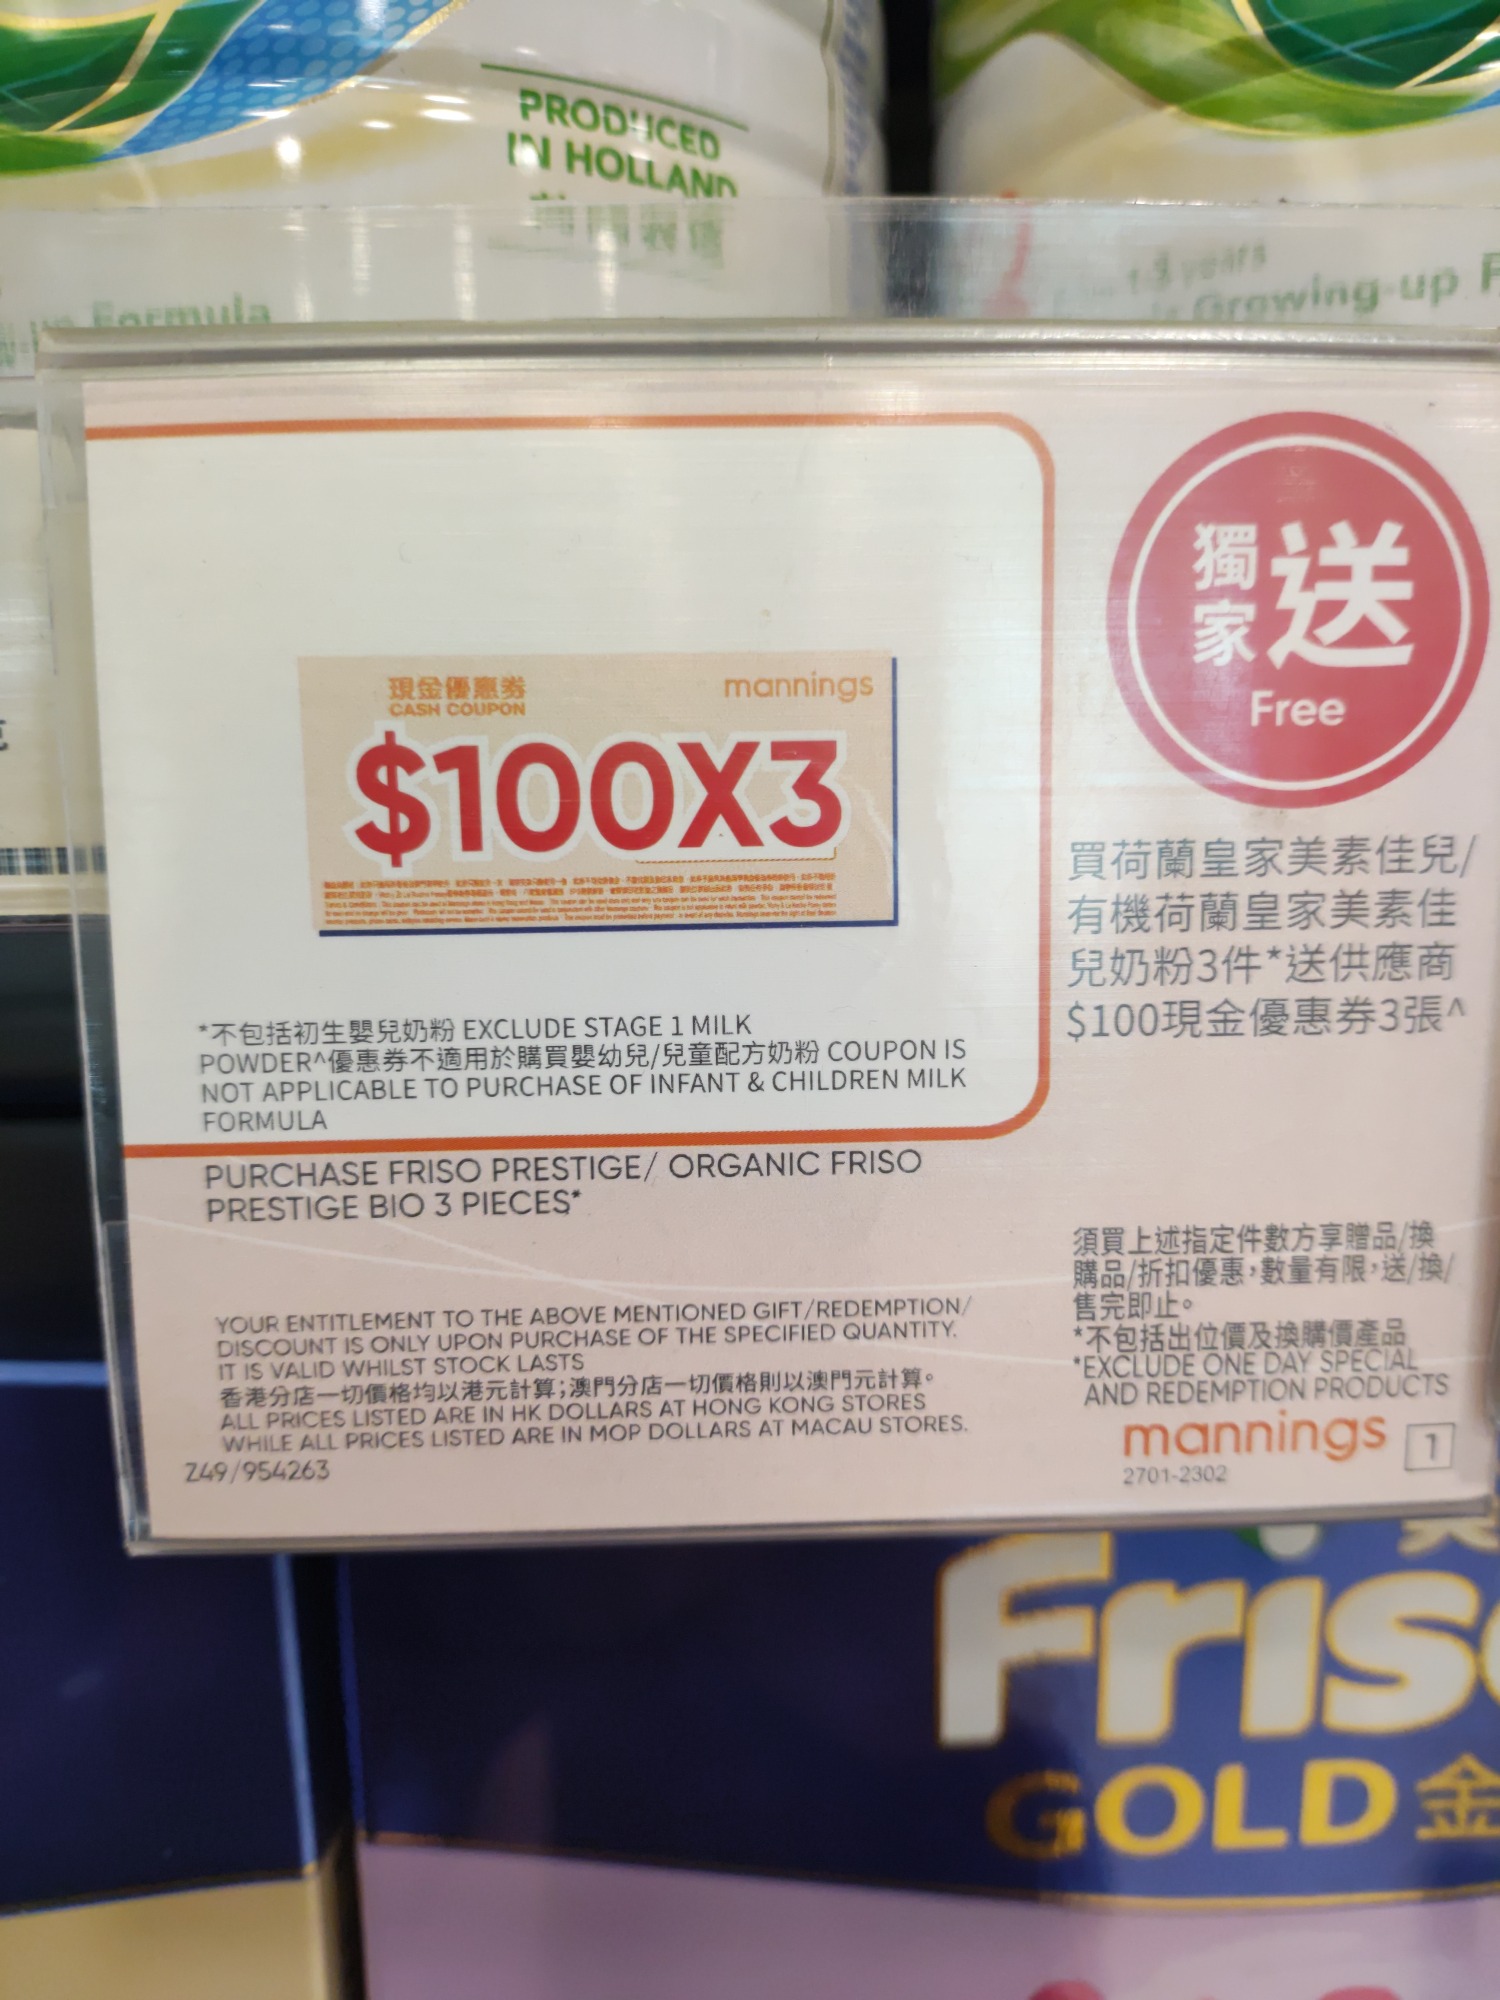 PRODUCED
IN HOLLAND
Formula
1-3 years
Growing-up F
獨家送
Free
現金優惠券
CASH COUPON
mannings
$100X3
買荷蘭皇家美素佳兒/
有機荷蘭皇家美素佳
兒奶粉3件*送供應商
$100現金優惠券3張^
*不包括初生嬰兒奶粉 EXCLUDE STAGE 1 MILK
POWDER^優惠券不適用於購買嬰幼兒/兒童配方奶粉 COUPON IS
NOT APPLICABLE TO PURCHASE OF INFANT & CHILDREN MILK
FORMULA
PURCHASE FRISO PRESTIGE/ ORGANIC FRISO
PRESTIGE BIO 3 PIECES*
須買上述指定件數方享贈品/換
購品/折扣優惠,數量有限,送/換/
售完即止。
*不包括出位價及換購價產品
*EXCLUDE ONE DAY SPECIAL
AND REDEMPTION PRODUCTS
YOUR ENTITLEMENT TO THE ABOVE MENTIONED GIFT/REDEMPTION/
DISCOUNT IS ONLY UPON PURCHASE OF THE SPECIFIED QUANTITY.
IT IS VALID WHILST STOCK LASTS
香港分店一切價格均以港元計算;澳門分店一切價格則以澳門元計算。
ALL PRICES LISTED ARE IN HK DOLLARS AT HONG KONG STORES
WHILE ALL PRICES LISTED ARE IN MOP DOLLARS AT MACAU STORES.
Z49/954263
mannings 1
2701-2302
Fris
GOLD 金